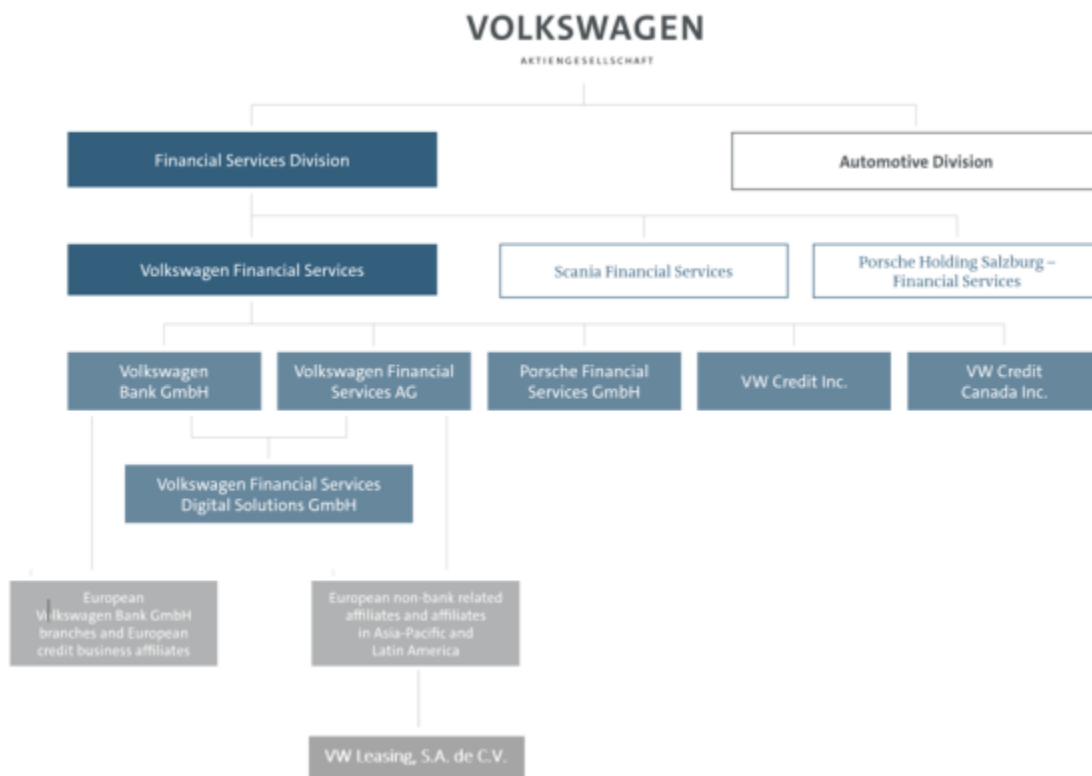 VOLKSWAGEN
AKTIENGESELLSCHAFT
Financial Services Division
Automotive Division
Volkswagen Financial Services
Scania Financial Services
Porsche Holding Salzburg –
Financial Services
Volkswagen
Bank GmbH
Volkswagen Financial
Services AG
Porsche Financial
Services GmbH
VW Credit Inc.
VW Credit
Canada Inc.
Volkswagen Financial Services
Digital Solutions GmbH
European
Volkswagen Bank GmbH
branches and European
credit business affiliates
European non-bank related
affiliates and affiliates
in Asia-Pacific and
Latin America
VW Leasing, S.A. de C.V.